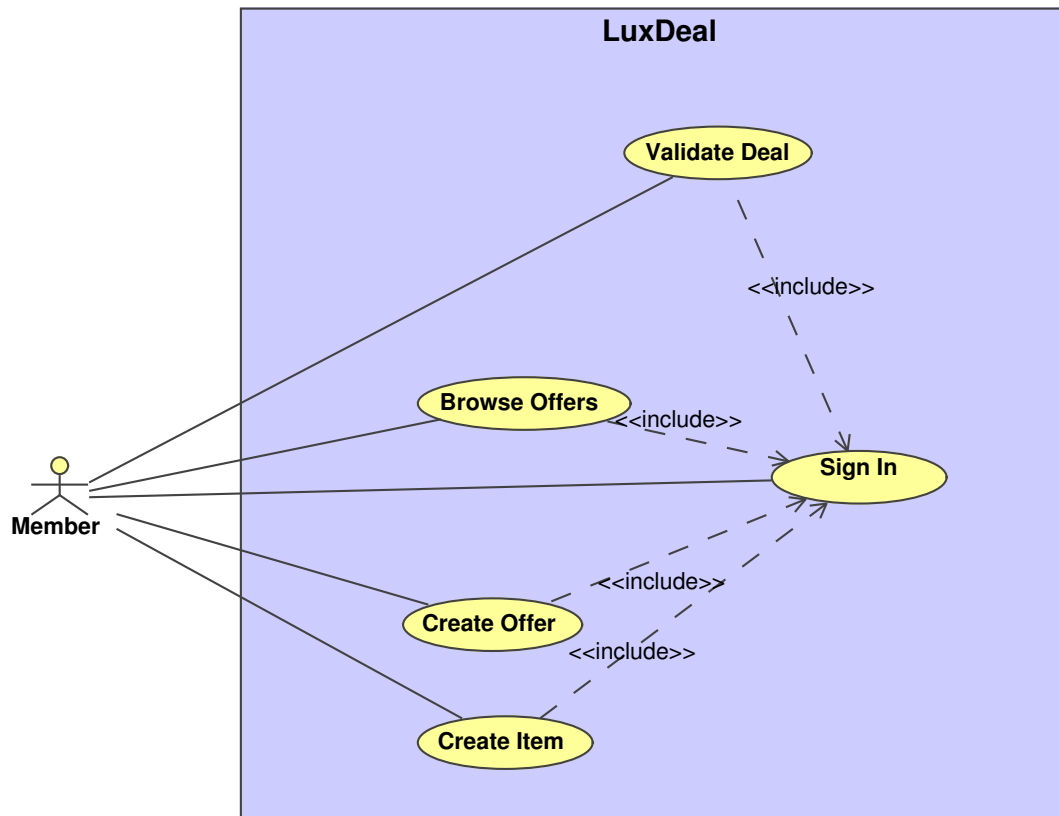 LuxDeal
Validate Deal
<<include>>
Browse Offers
<<include>>
Sign In
Member
<<include>>
Create Offer
<<include>>
Create Item